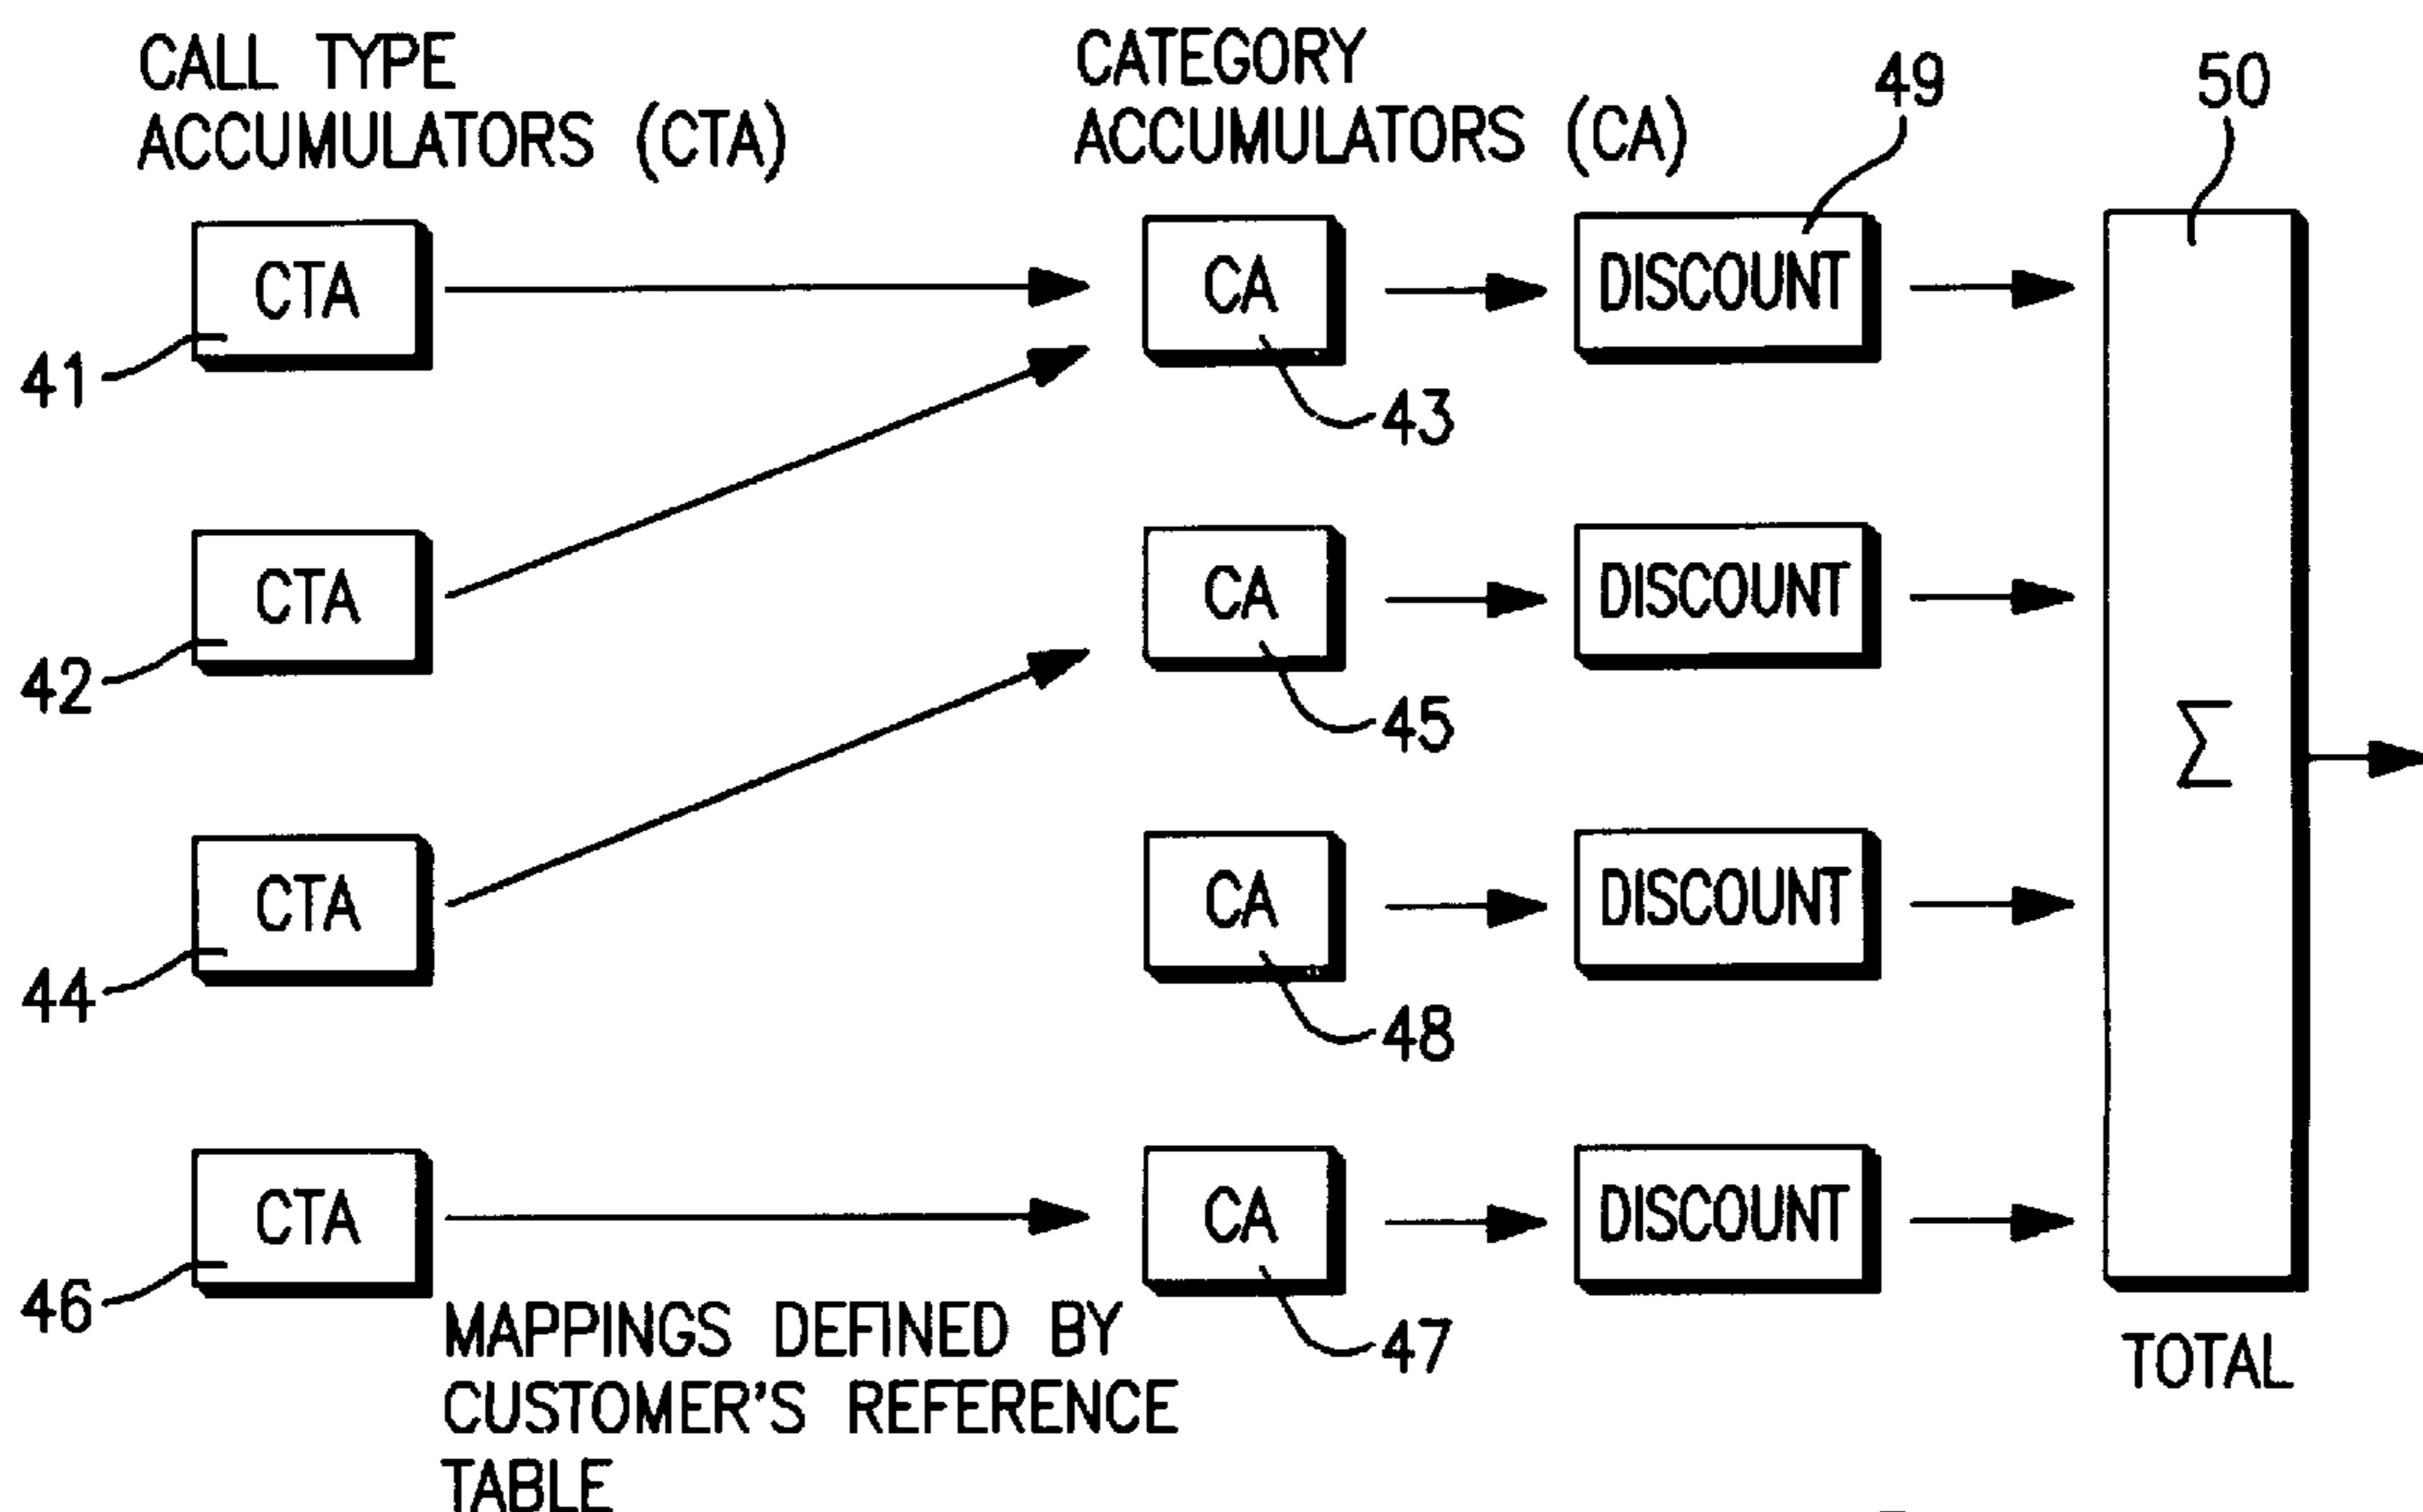 CALL TYPE
ACCUMULATORS (CTA)
CATEGORY
ACCUMULATORS (CA)
49
50
CTA
CA
DISCOUNT
41
43
CTA
CA
DISCOUNT
42
45
Σ
CTA
CA
DISCOUNT
44
48
CTA
CA
DISCOUNT
46
47
MAPPINGS DEFINED BY
CUSTOMER'S REFERENCE
TABLE
TOTAL